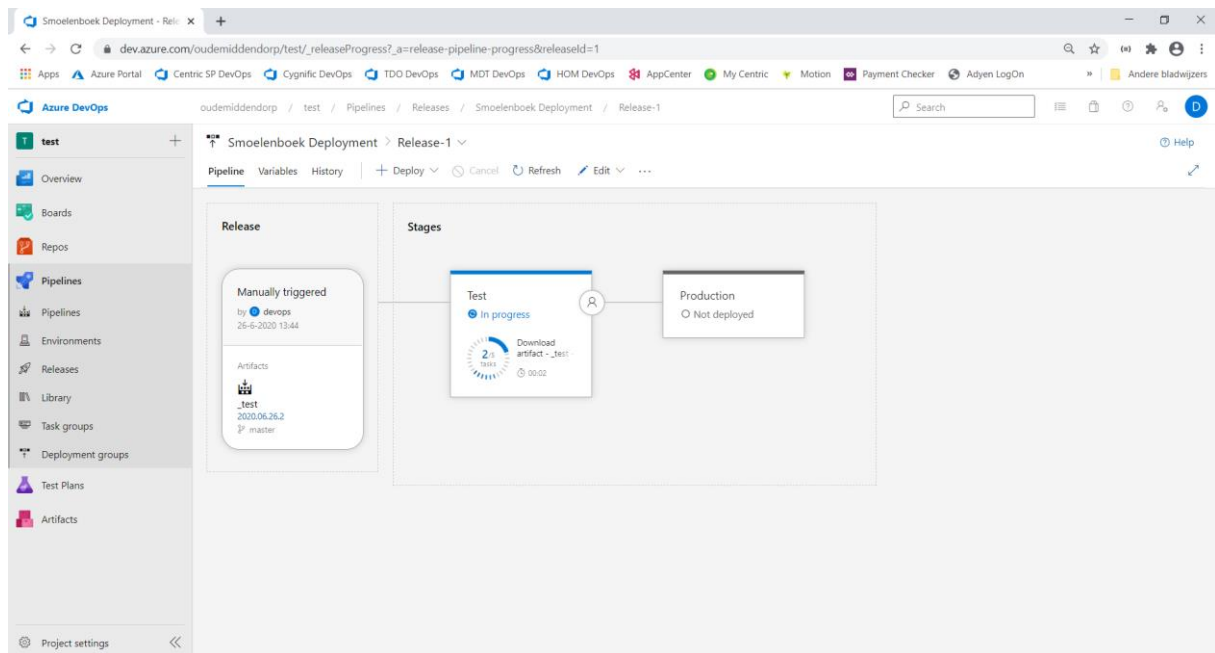 Smoelenboek Deployment - Rele
dev.azure.com/oudemiddendorp/test/_releaseProgress?_a=release-pipeline-progress&releaseId=1
Apps Azure Portal Centric SP DevOps Cygnific DevOps TDO DevOps MDT DevOps HOM DevOps AppCenter My Centric Motion Payment Checker Adyen LogOn » Andere bladwijzers
Azure DevOps oudemiddendorp / test / Pipelines / Releases / Smoelenboek Deployment / Release-1 Search D
T test
Smoelenboek Deployment > Release-1 Help
Pipeline Variables History + Deploy Cancel Refresh Edit ...
Overview
Boards
Repos
Pipelines
Pipelines
Environments
Releases
Library
Task groups
Deployment groups
Test Plans
Artifacts
Project settings
Release
Manually triggered
by D devops
26-6-2020 13:44
Artifacts
_test
2020.06.26.2
master
Stages
Test
In progress
2/3
tasks
Download
artifact - _test -
00:02
Production
Not deployed